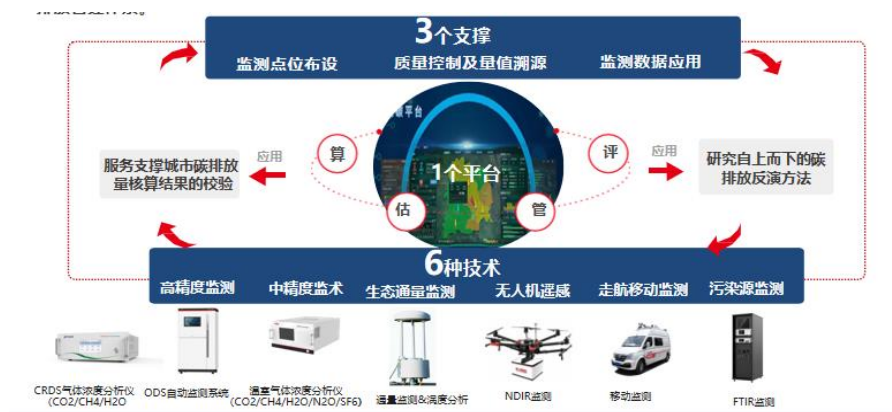 3个支撑
监测点位布设 质量控制及量值溯源 监测数据应用
算
评
应用
应用
服务支撑城市碳排放
量核算结果的校验
1个平台
研究自上而下的碳
排放反演方法
估
管
6种技术
高精度监测 中精度监术 生态通量监测 无人机遥感 走航移动监测 污染源监测
CRDS气体浓度分析仪
(CO2/CH4/H2O
ODS自动监测系统
温室气体浓度分析仪
(CO2/CH4/H2O/N2O/SF6)
通量监测&涡度分析
NDIR监测
移动监测
FTIR监测